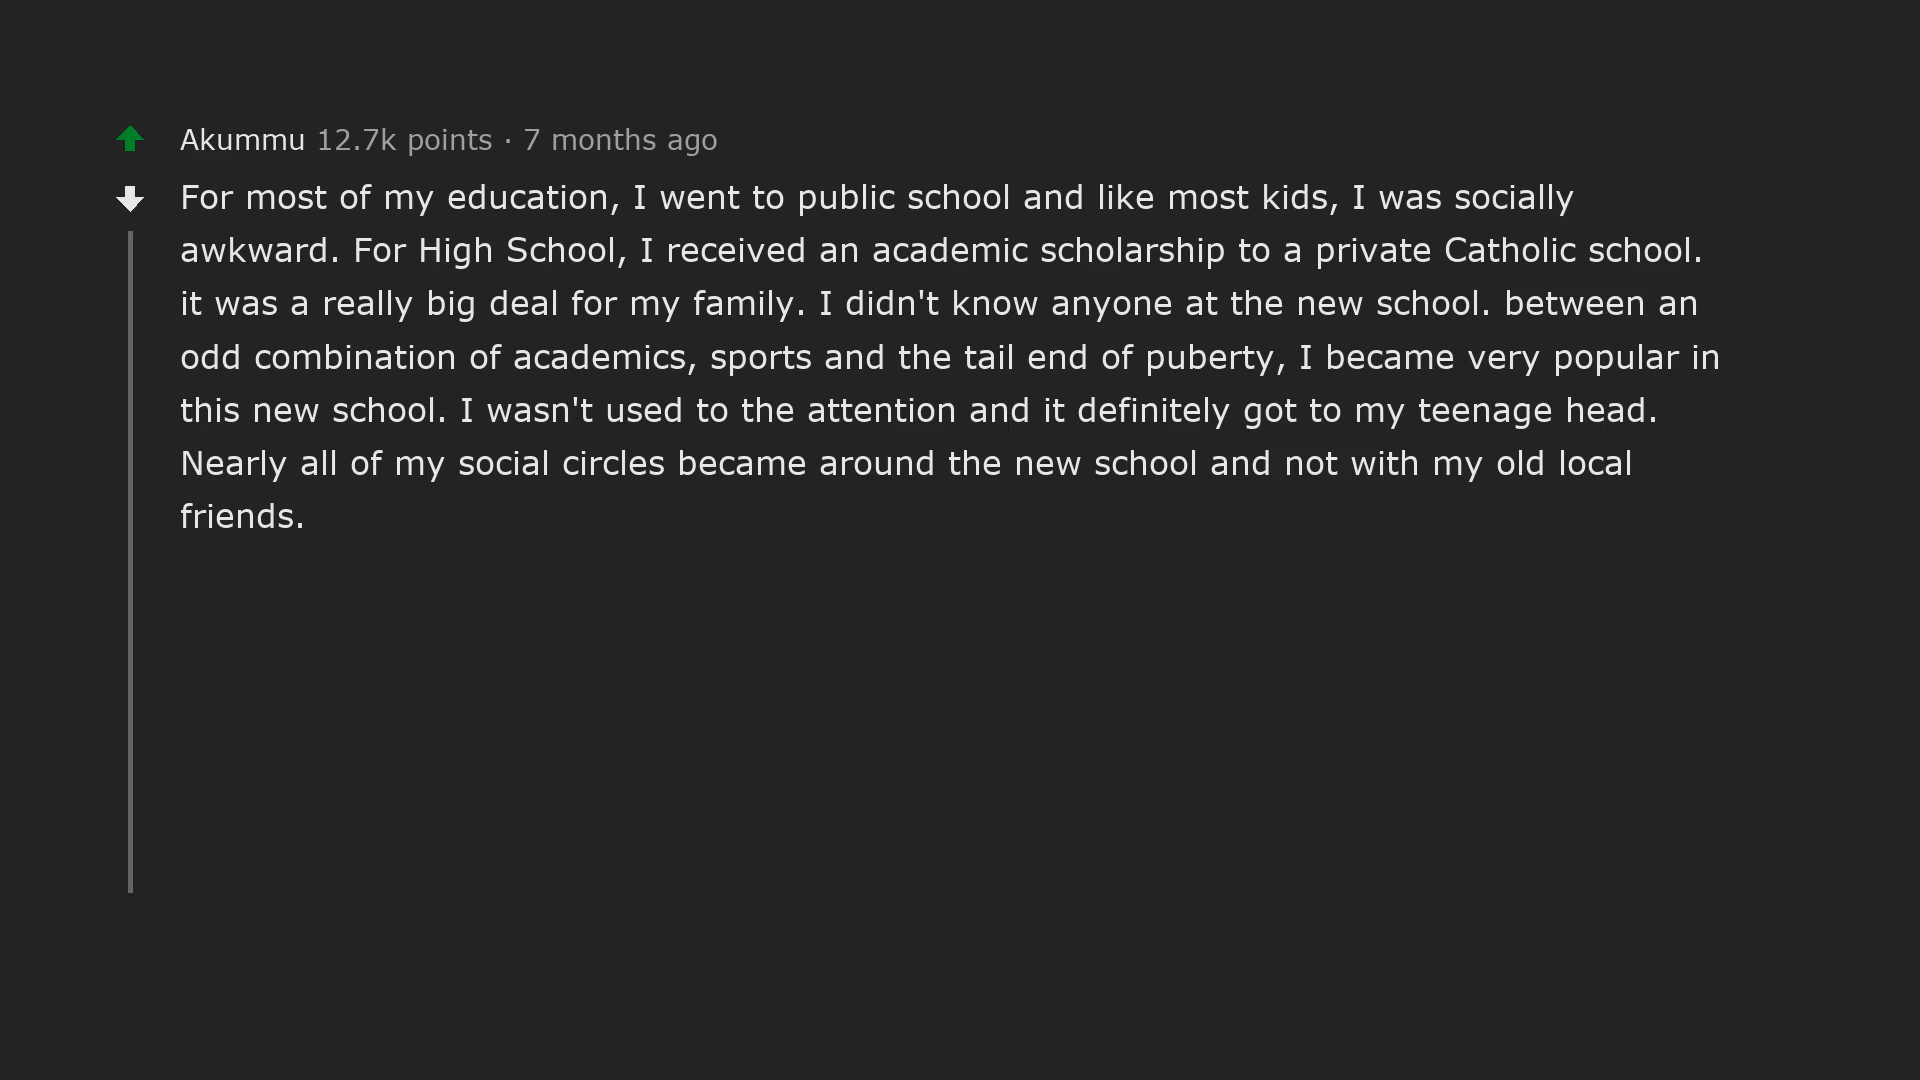 Akummu 12.7k points · 7 months ago
For most of my education, I went to public school and like most kids, I was socially
awkward. For High School, I received an academic scholarship to a private Catholic school.
it was a really big deal for my family. I didn't know anyone at the new school. between an
odd combination of academics, sports and the tail end of puberty, I became very popular in
this new school. I wasn't used to the attention and it definitely got to my teenage head.
Nearly all of my social circles became around the new school and not with my old local
friends.